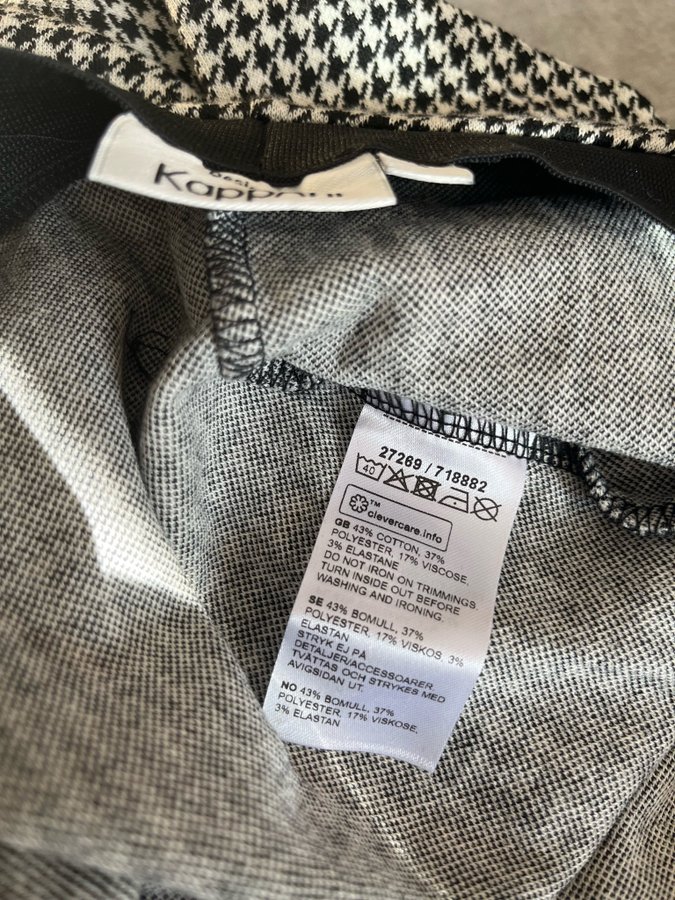 27269 / 718882
40
™
clevercare.info
GB 43% COTTON, 37%
POLYESTER, 17% VISCOSE,
3% ELASTANE
DO NOT IRON ON TRIMMINGS.
TURN INSIDE OUT BEFORE
WASHING AND IRONING.
SE 43% BOMULL, 37%
POLYESTER, 17% VISKOS, 3%
ELASTAN
STRYK EJ PÅ
DETALJER/ACCESSOARER
TVÄTTAS OCH STRYKES MED
AVIGSIDAN UT.
NO 43% BOMULL, 37%
POLYESTER, 17% VISKOSE,
3% ELASTAN